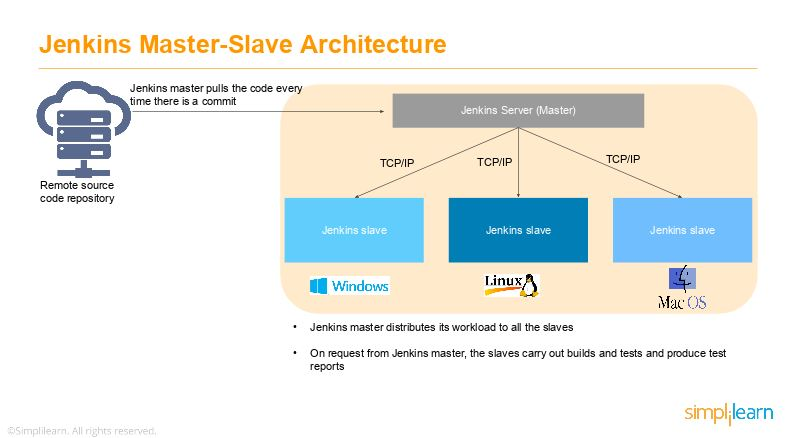 Jenkins Master-Slave Architecture
Jenkins master pulls the code every
time there is a commit
Jenkins Server (Master)
TCP/IP
TCP/IP
TCP/IP
Remote source
code repository
Jenkins slave
Jenkins slave
Jenkins slave
Windows
Linux
Mac OS
• Jenkins master distributes its workload to all the slaves
• On request from Jenkins master, the slaves carry out builds and tests and produce test
reports
simplilearn
©Simplilearn. All rights reserved.